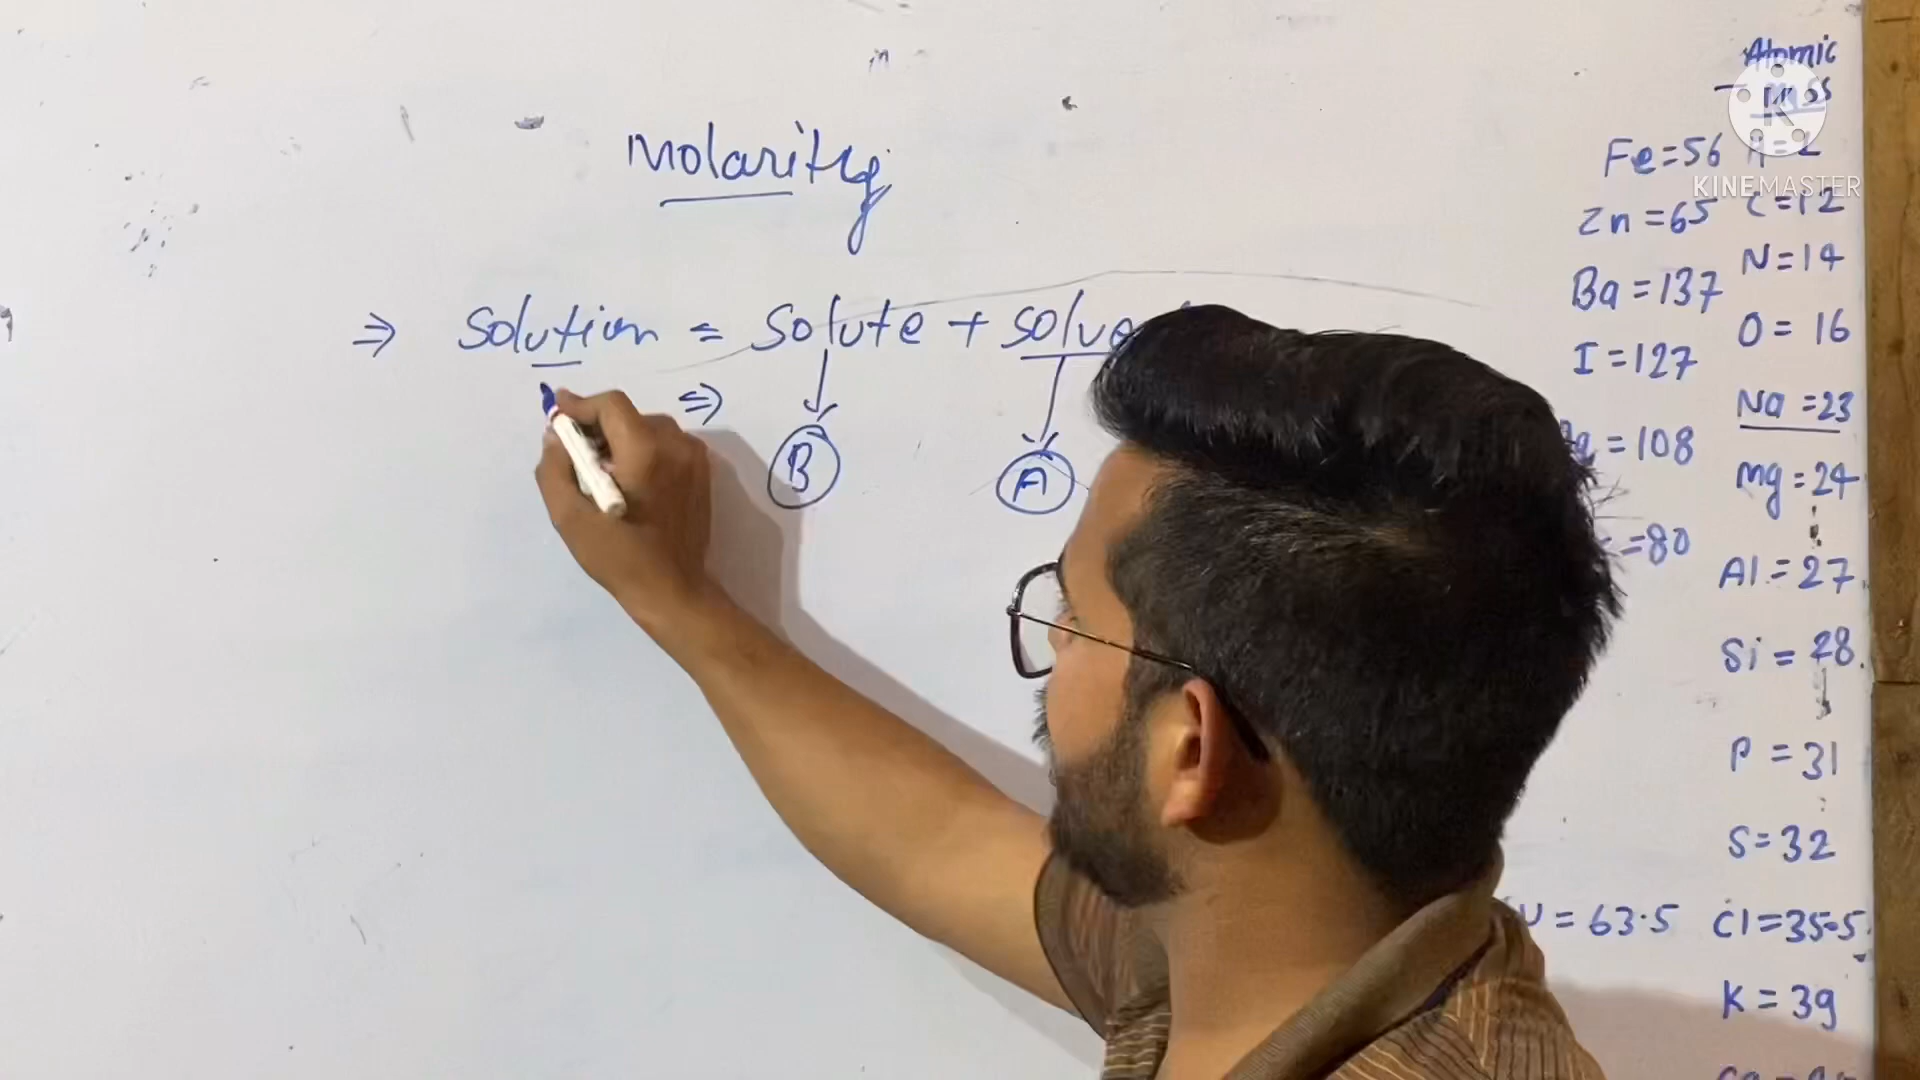 Molarity
⇒ Solution = Solute + solve
⇒
B
A
Atomic
Mass
KINEMASTER
Fe=56
Zn=65
Ba=137
I=127
=108
=80
=63.5
C=12
N=14
O=16
Na=23
Mg=24
Al=27
Si=28
P=31
S=32
Cl=35.5
K=39